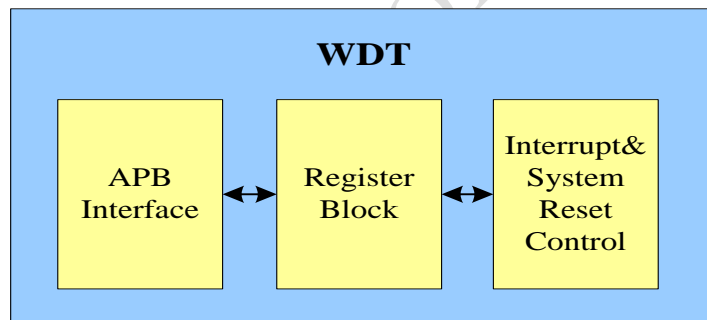 WDT
APB
Interface
Register
Block
Interrupt&
System
Reset
Control